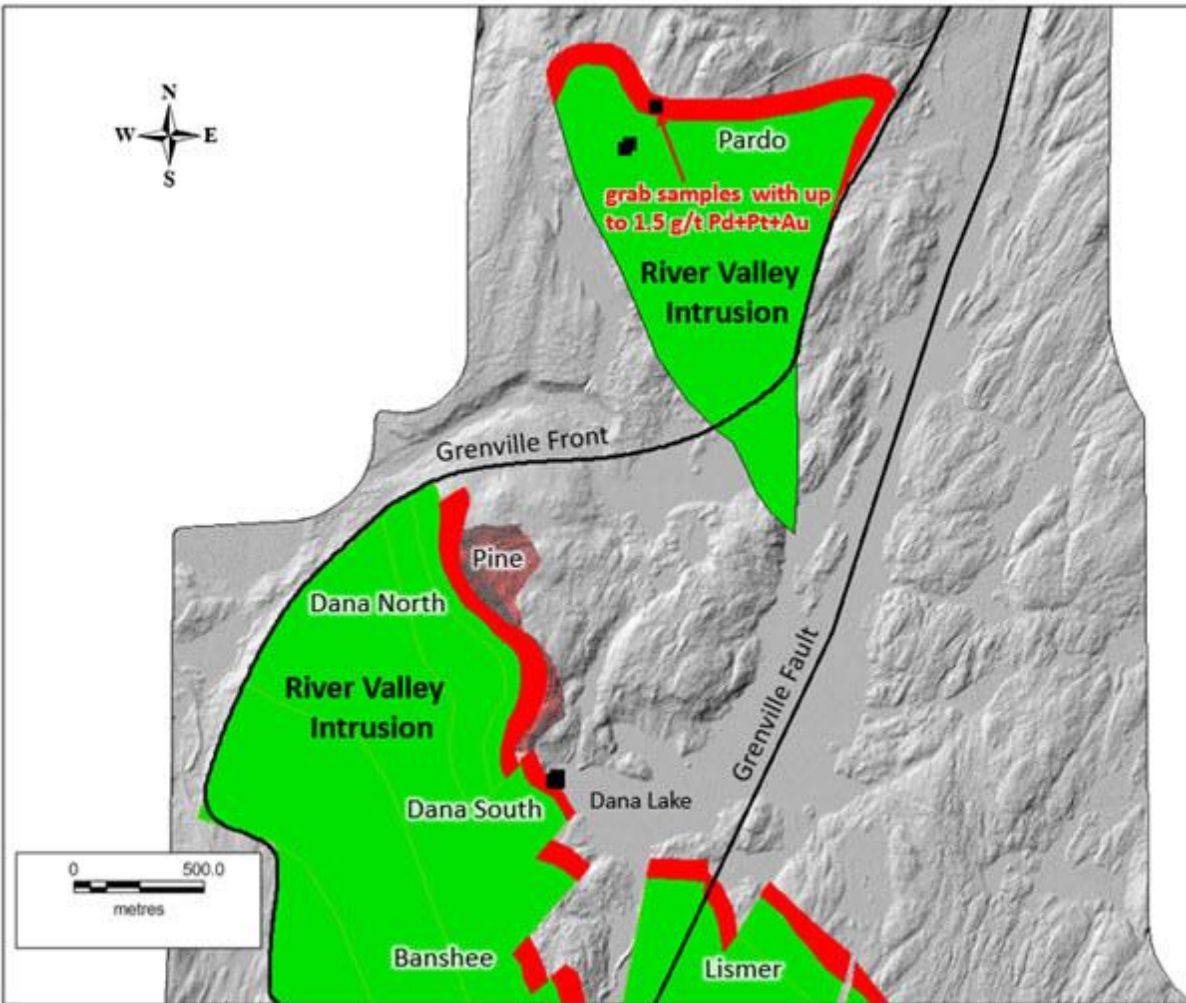 N
W E
S
Pardo
grab samples with up
to 1.5 g/t Pd+Pt+Au
River Valley
Intrusion
Grenville Front
Pine
Dana North
River Valley
Intrusion
Grenville Fault
Dana South
Dana Lake
0 500.0
metres
Banshee
Lismer